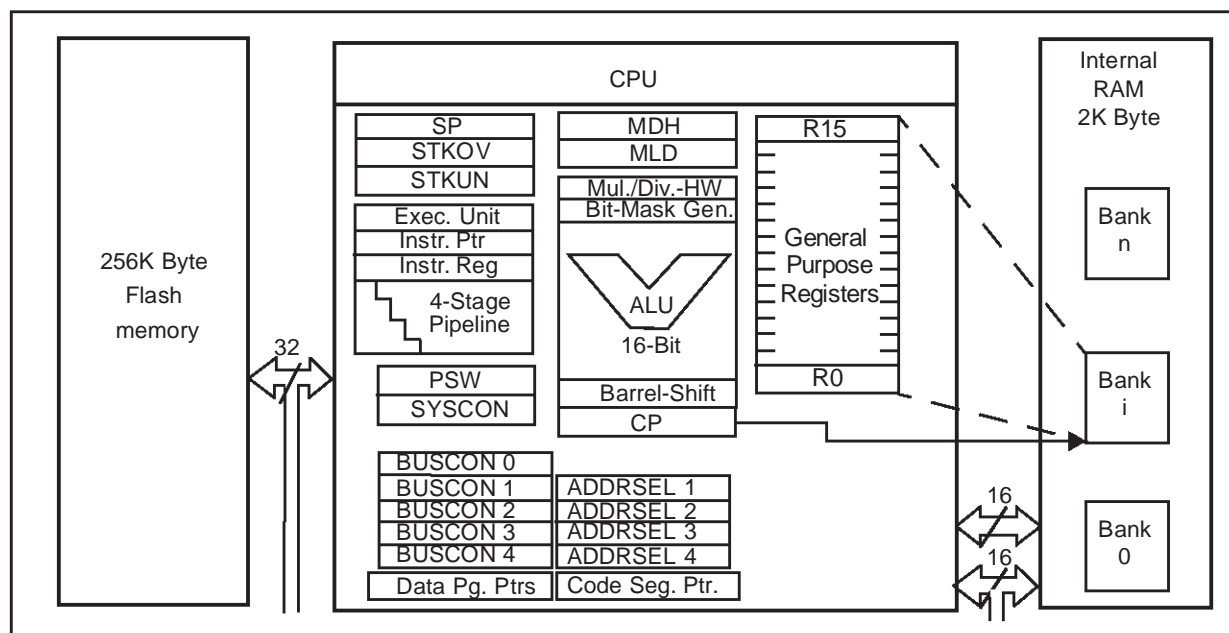 256K Byte
Flash
memory
32
CPU
SP
STKOV
STKUN
Exec. Unit
Instr. Ptr
Instr. Reg
4-Stage
Pipeline
PSW
SYSCON
BUSCON 0
BUSCON 1
BUSCON 2
BUSCON 3
BUSCON 4
Data Pg. Ptrs
MDH
MLD
Mul./Div.-HW
Bit-Mask Gen.
ALU
16-Bit
Barrel-Shift
CP
ADDRSEL 1
ADDRSEL 2
ADDRSEL 3
ADDRSEL 4
Code Seg. Ptr.
R15
General
Purpose
Registers
R0
16
16
Internal
RAM
2K Byte
Bank
n
Bank
i
Bank
0